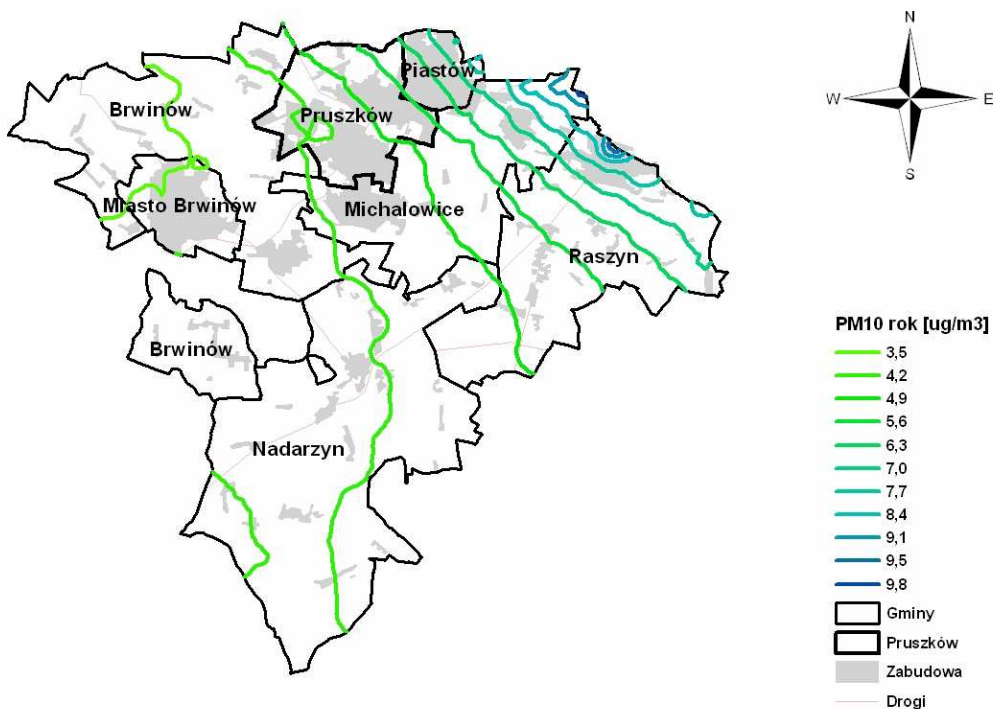 N
W
E
S
Piastów
Brwinów
Pruszków
Miasto Brwinów
Michalowice
Raszyn
Brwinów
Nadarzyn
PM10 rok [ug/m3]
3,5
4,2
4,9
5,6
6,3
7,0
7,7
8,4
9,1
9,5
9,8
Gminy
Pruszków
Zabudowa
Drogi